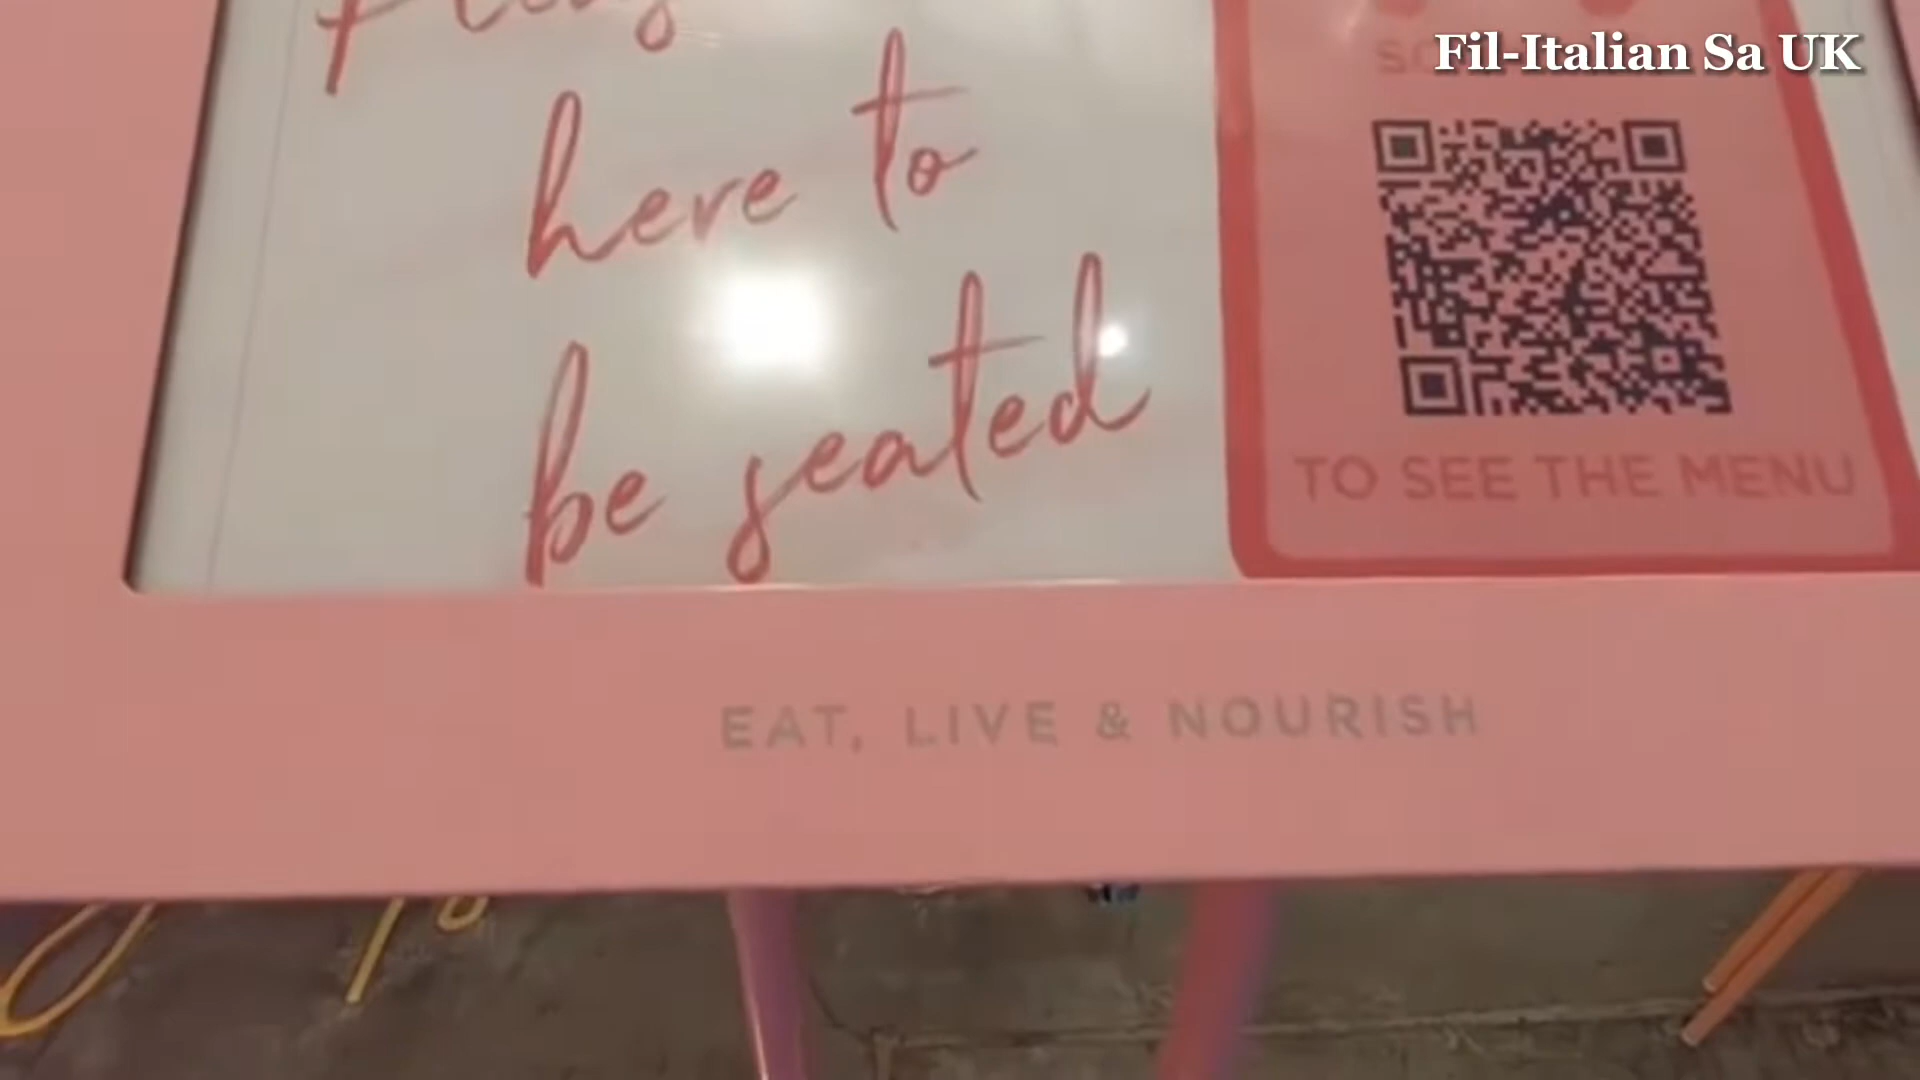 here to
be seated
TO SEE THE MENU
EAT, LIVE & NOURISH
Fil-Italian Sa UK